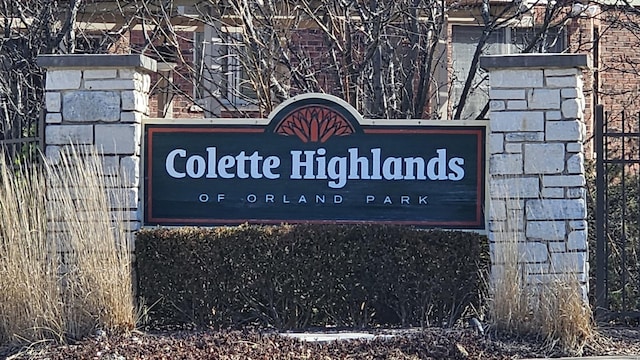 Colette Highlands
OF ORLAND PARK